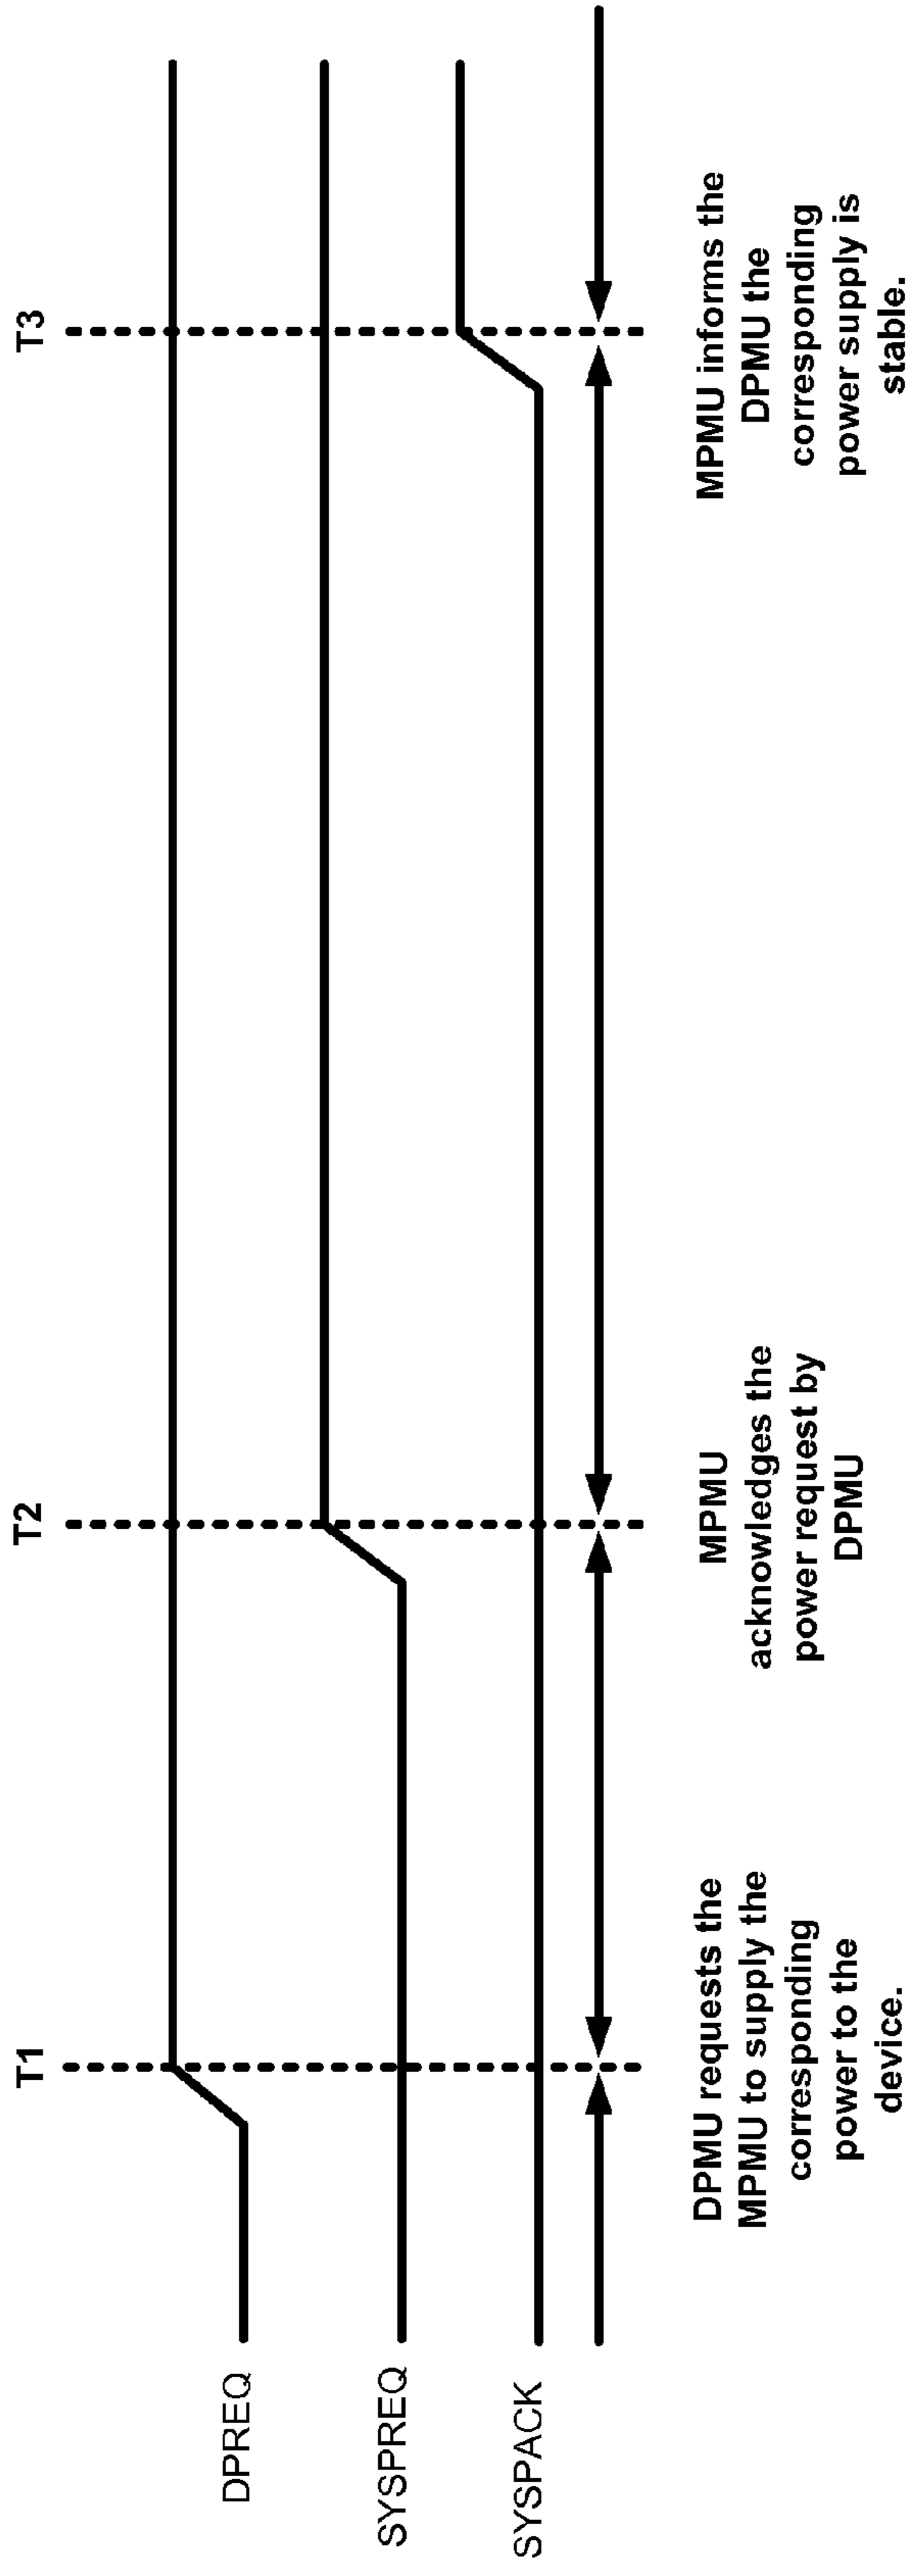 T1
T2
T3
DPREQ
SYSPREQ
SYSPACK
DPMU requests the
MPMU to supply the
corresponding
power to the
device.
MPMU
acknowledges the
power request by
DPMU
MPMU informs the
DPMU the
corresponding
power supply is
stable.